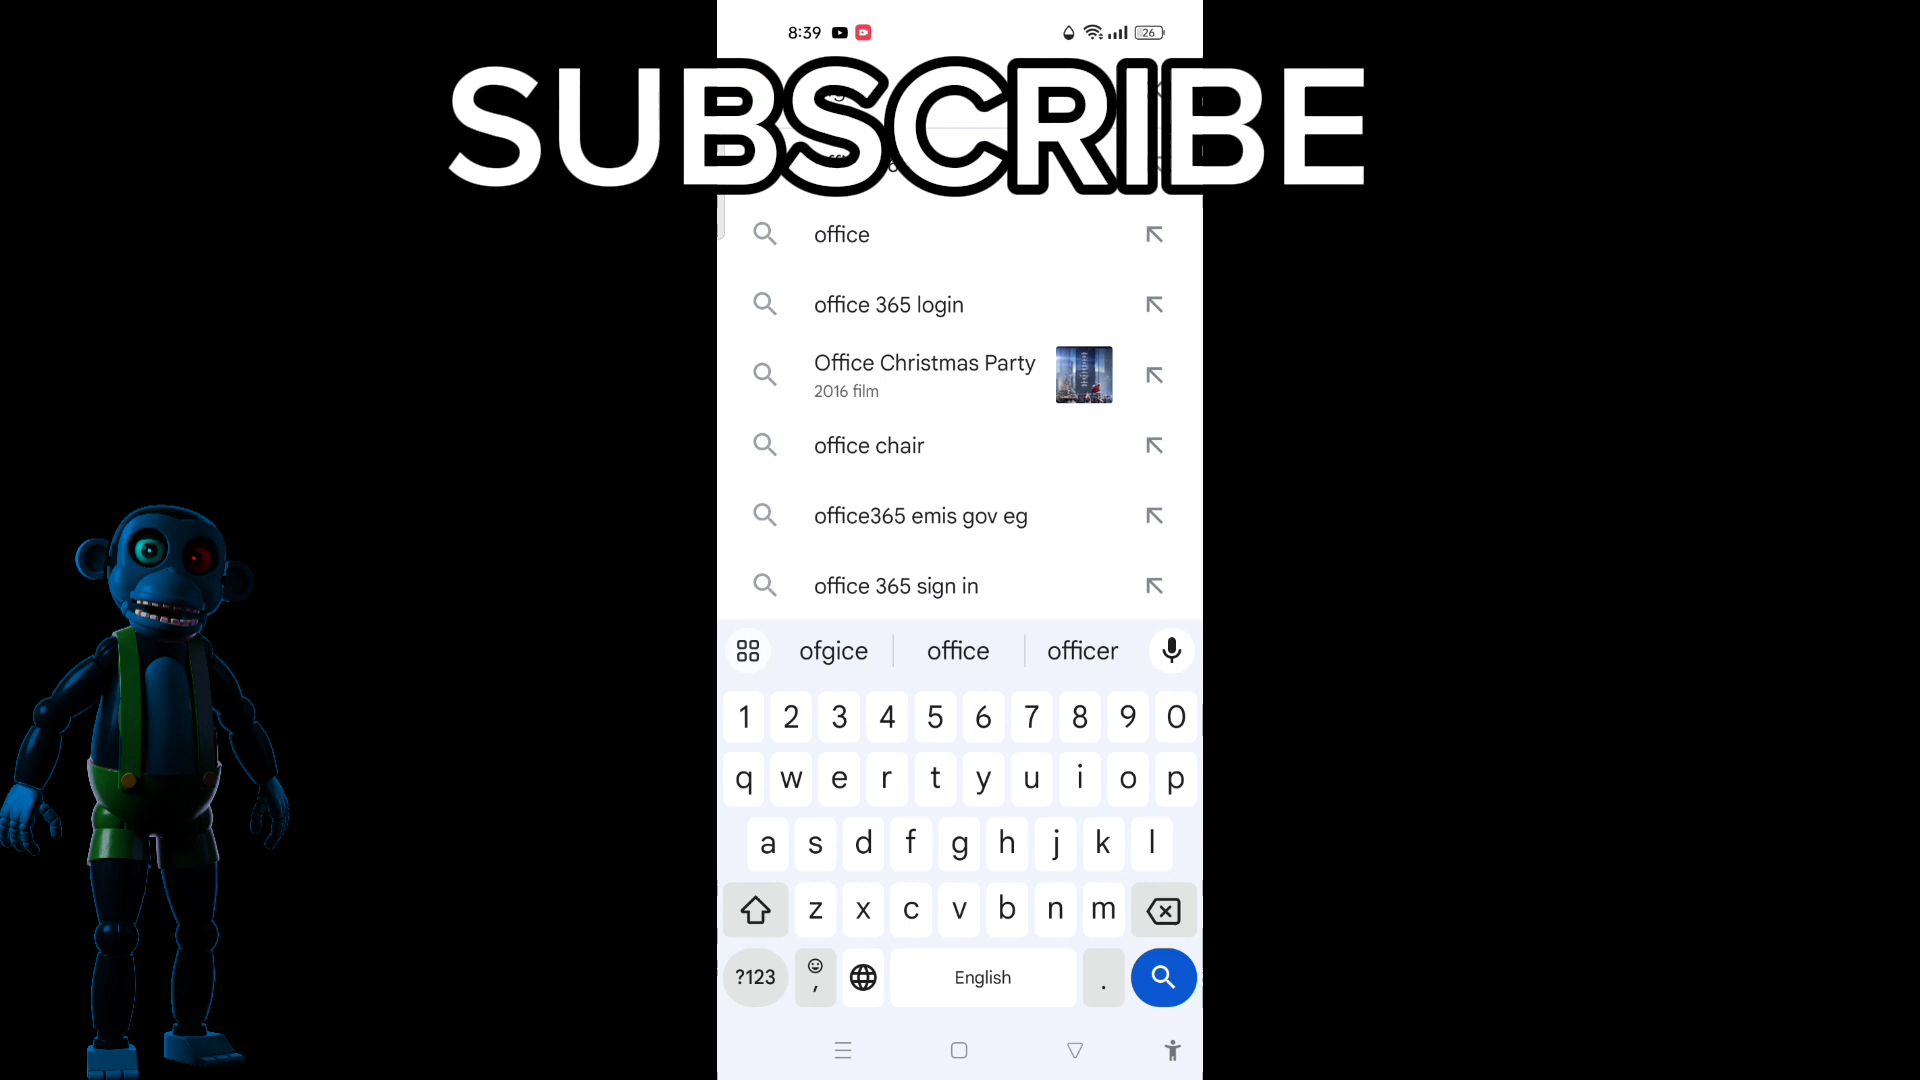 8:39
26
SUBSCRIBE
office
office 365 login
Office Christmas Party
2016 film
office chair
office365 emis gov eg
office 365 sign in
ofgice office officer
1 2 3 4 5 6 7 8 9 0
q w e r t y u i o p
a s d f g h j k l
z x c v b n m
?123 , English .